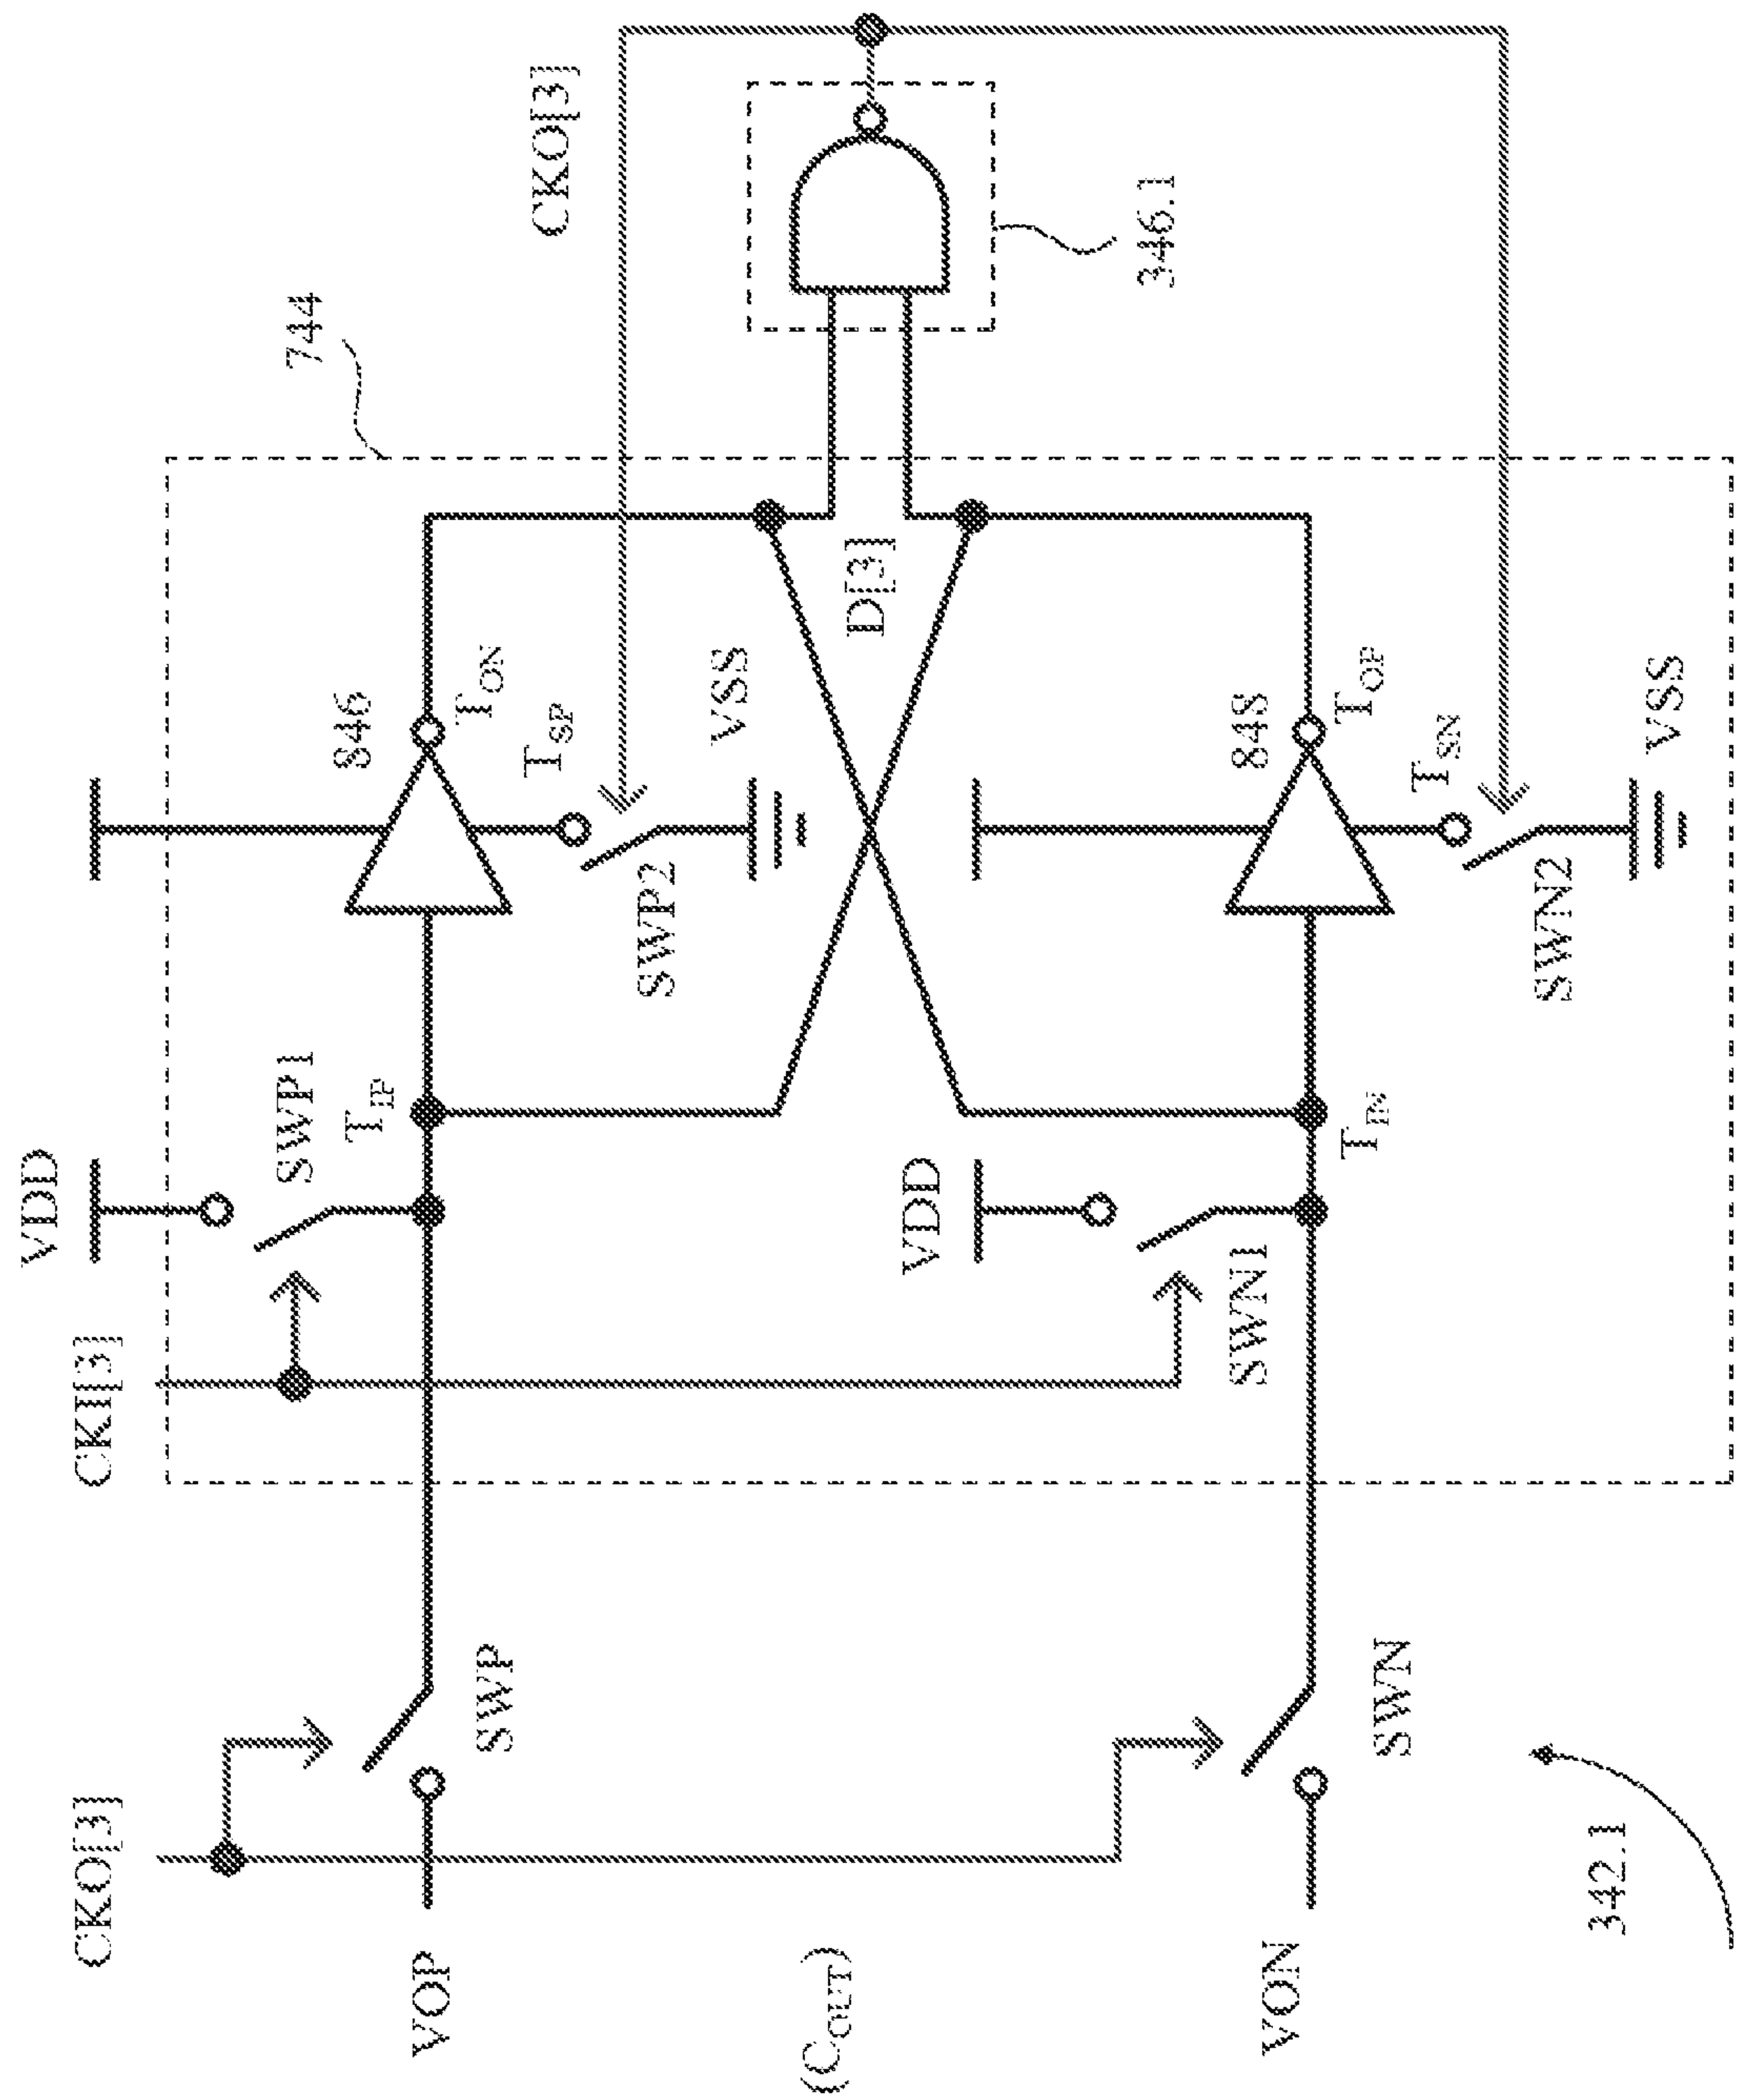 CKO[3]
CKI[3]
VDD
SWP1
T_IP
846
T_ON
T_SP
744
CKO[3]
VOP
SWP
SWP2
VSS
346.1
(C_OUT)
D[3]
VDD
SWN1
T_IN
848
T_OP
T_SN
VON
SWN
SWN2
VSS
342.1